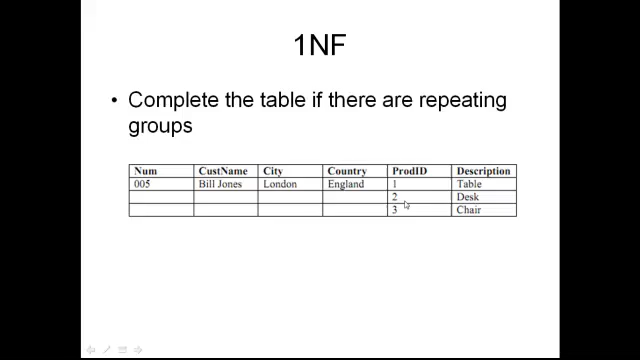 1NF
• Complete the table if there are repeating
groups
Num CustName City Country ProdID Description
005 Bill Jones London England 1 Table
2 Desk
3 Chair